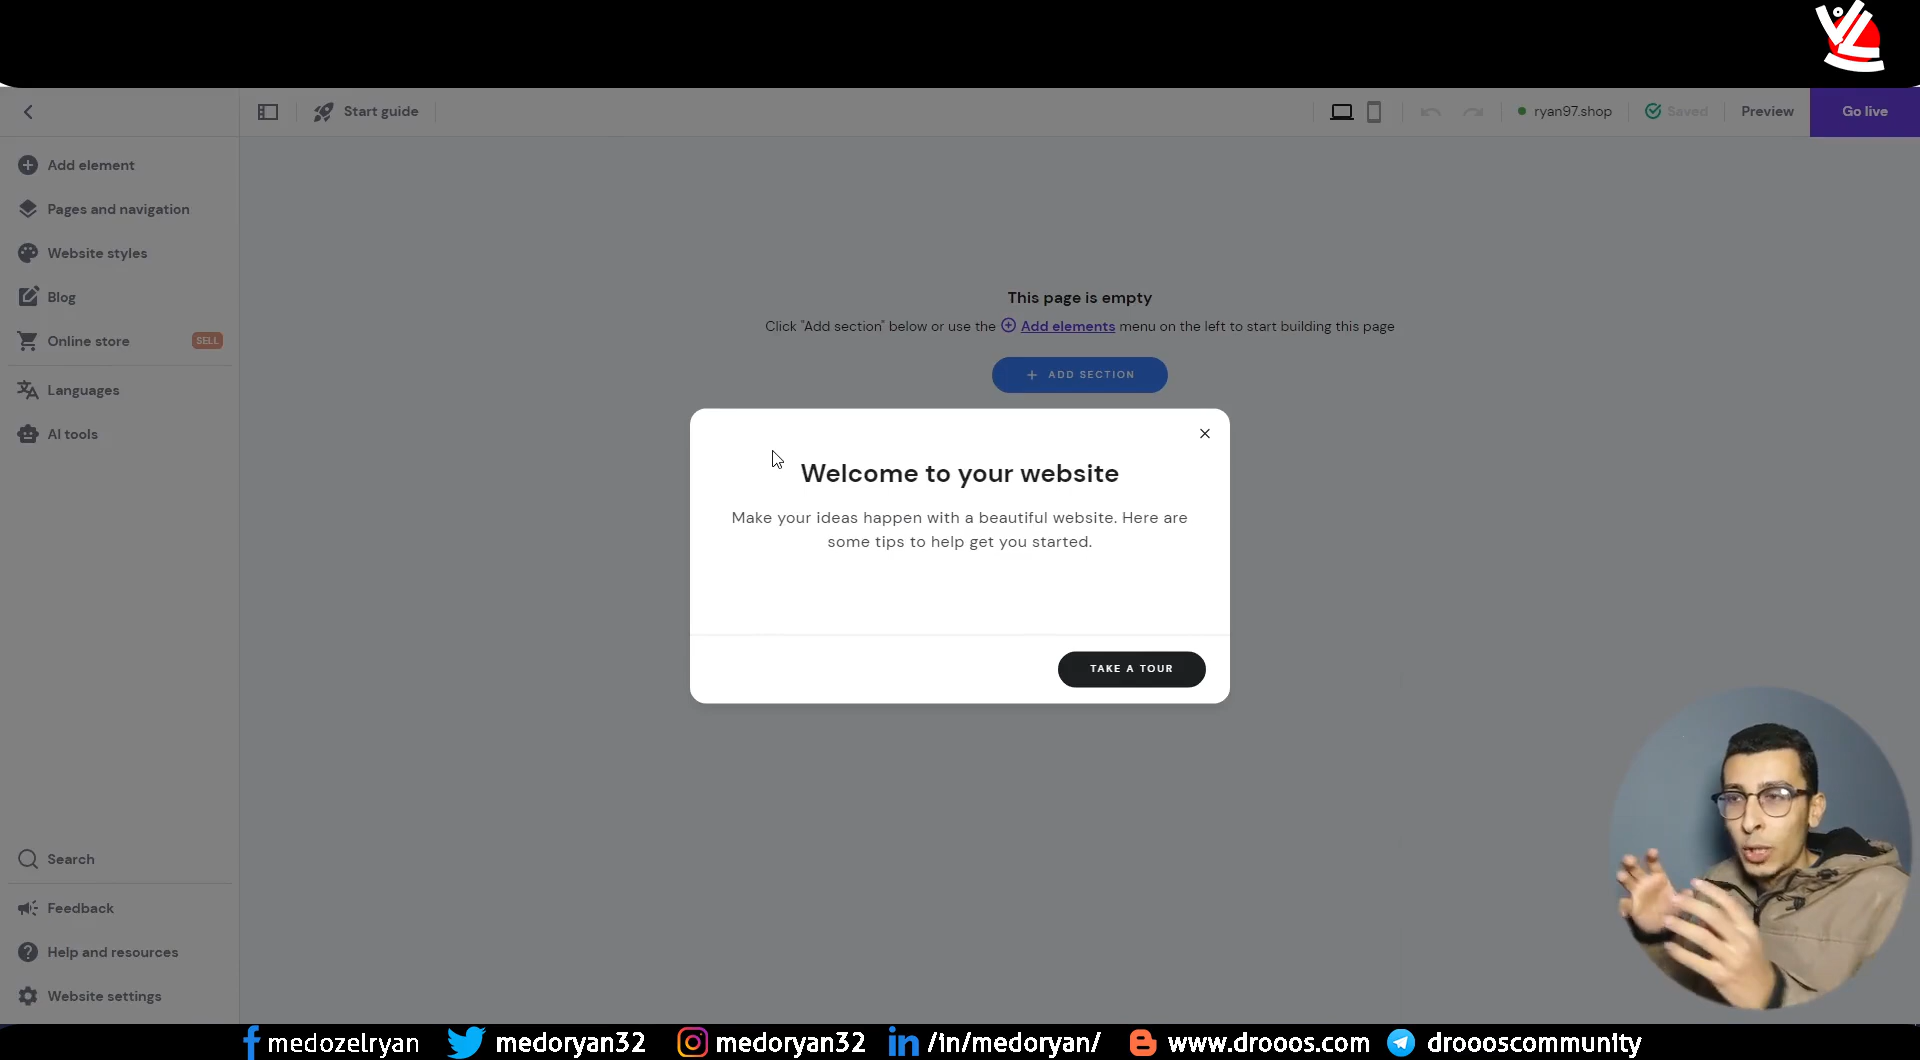 Start guide
ryan97.shop
Saved
Preview
Go live
Add element
Pages and navigation
Website styles
Blog
Online store
SELL
Languages
AI tools
This page is empty
Click "Add section" below or use the Add elements menu on the left to start building this page
+ ADD SECTION
Welcome to your website
Make your ideas happen with a beautiful website. Here are
some tips to help get you started.
TAKE A TOUR
Search
Feedback
Help and resources
Website settings
medozelryan medoryan32 medoryan32 /in/medoryan/ www.drooos.com droooscommunity